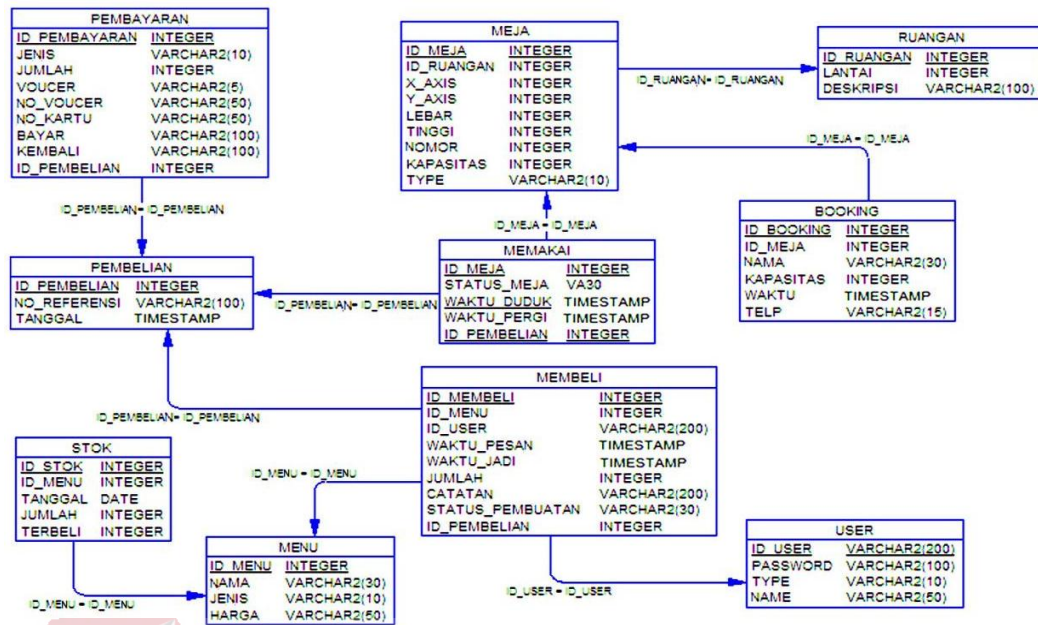 PEMBAYARAN
ID_PEMBAYARAN INTEGER
JENIS VARCHAR2(10)
JUMLAH INTEGER
VOUCER VARCHAR2(5)
NO_VOUCER VARCHAR2(50)
NO_KARTU VARCHAR2(50)
BAYAR VARCHAR2(100)
KEMBALI VARCHAR2(100)
ID_PEMBELIAN INTEGER
MEJA
ID_MEJA INTEGER
ID_RUANGAN INTEGER
X_AXIS INTEGER
Y_AXIS INTEGER
LEBAR INTEGER
TINGGI INTEGER
NOMOR INTEGER
KAPASITAS INTEGER
TYPE VARCHAR2(10)
RUANGAN
ID_RUANGAN INTEGER
LANTAI INTEGER
DESKRIPSI VARCHAR2(100)
ID_RUANGAN= ID_RUANGAN
ID_MEJA = ID_MEJA
ID_PEMBELIAN= ID_PEMBELIAN
ID_MEJA = ID_MEJA
BOOKING
ID_BOOKING INTEGER
ID_MEJA INTEGER
NAMA VARCHAR2(30)
KAPASITAS INTEGER
WAKTU TIMESTAMP
TELP VARCHAR2(15)
PEMBELIAN
ID_PEMBELIAN INTEGER
NO_REFERENSI VARCHAR2(100)
TANGGAL TIMESTAMP
ID_PEMBELIAN= ID_PEMBELIAN
MEMAKAI
ID_MEJA INTEGER
STATUS_MEJA VA30
WAKTU_DUDUK TIMESTAMP
WAKTU_PERGI TIMESTAMP
ID_PEMBELIAN INTEGER
MEMBELI
ID_MEMBELI INTEGER
ID_MENU INTEGER
ID_USER VARCHAR2(200)
WAKTU_PESAN TIMESTAMP
WAKTU_JADI TIMESTAMP
JUMLAH INTEGER
CATATAN VARCHAR2(200)
STATUS_PEMBUATAN VARCHAR2(30)
ID_PEMBELIAN INTEGER
ID_PEMBELIAN= ID_PEMBELIAN
STOK
ID_STOK INTEGER
ID_MENU INTEGER
TANGGAL DATE
JUMLAH INTEGER
TERBELI INTEGER
ID_MENU = ID_MENU
MENU
ID_MENU INTEGER
NAMA VARCHAR2(30)
JENIS VARCHAR2(10)
HARGA VARCHAR2(50)
ID_MENU = ID_MENU
USER
ID_USER VARCHAR2(200)
PASSWORD VARCHAR2(100)
TYPE VARCHAR2(10)
NAME VARCHAR2(50)
ID_USER = ID_USER